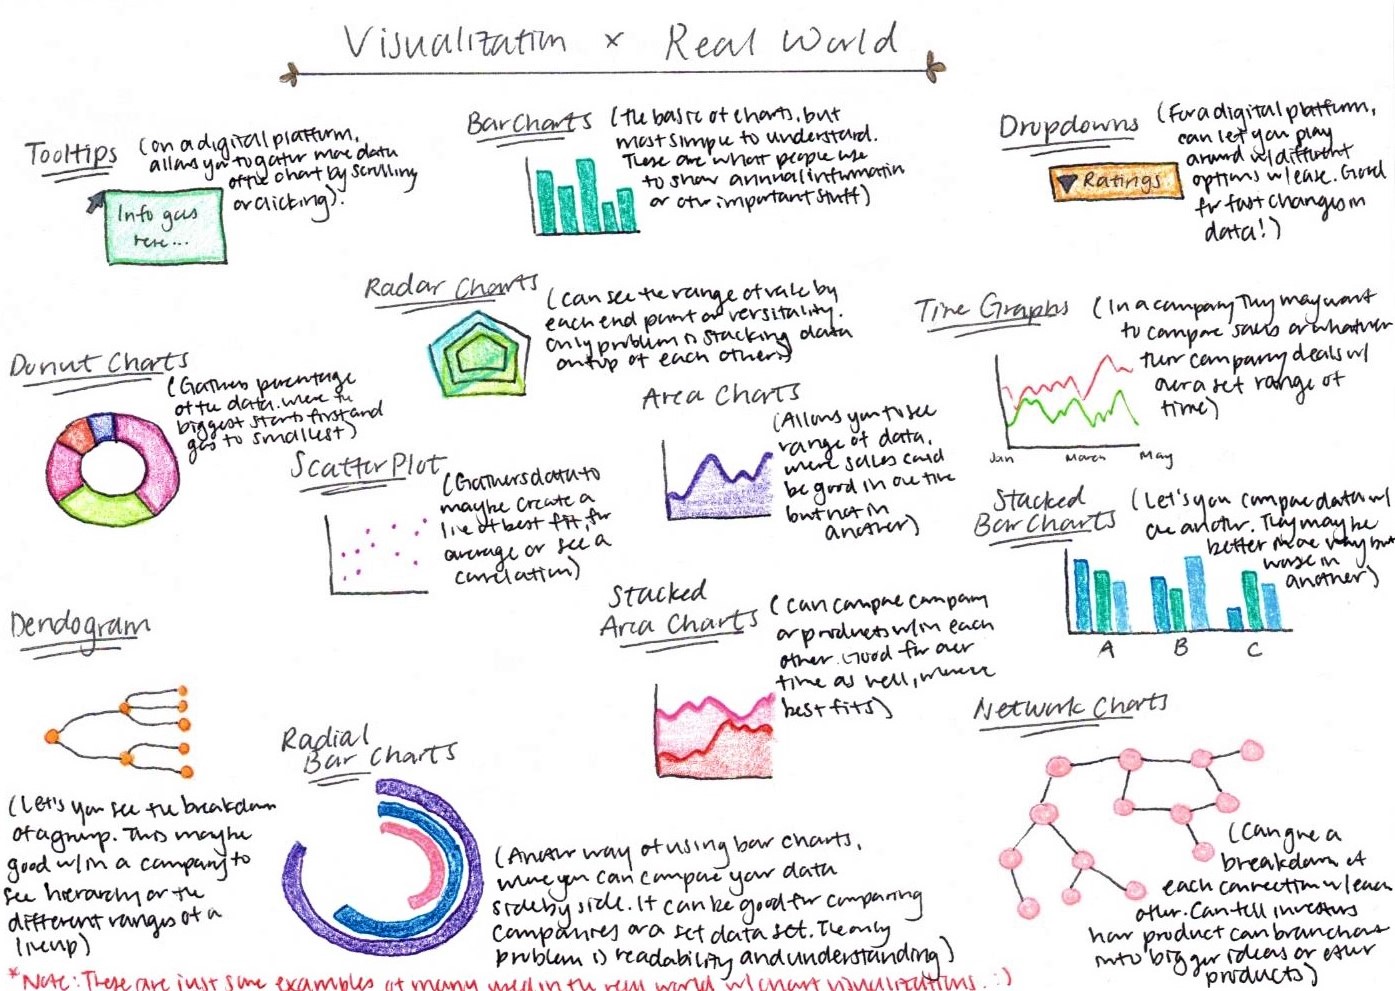 Visualization x Real World
Tooltips
(on a digital platform,
allows you to gather more data
of the chart by scrolling
or clicking).
Info goes
here...
Bar Charts
(the basic of charts, but
most simple to understand.
These are what people use
to show annual information
or other important stuff)
Dropdowns
(For a digital platform,
can let you play
around w/ different
options w/ ease. Good
for fast changes in
data!)
Ratings
Radar Charts
(can see the range of vale by
each end point or versitality.
only problem is stacking data
ontop of each others)
Time Graphs
(In a company They may want
to compare sales or whatever
their company deals w/
over a set range of
time)
Jan March May
Donut Charts
(Gathers percentage
of the data. where the
biggest starts first and
goes to smallest)
Area Charts
(Allows you to see
range of data,
where sales could
be good in one time
but not in
another)
Scatter Plot
(Gathers data to
maybe create a
line of best fit, for
average or see a
correlation)
Stacked
Bar Charts
(Let's you compare data w/
one another. They may be
better in one way but
worse in
another)
A B C
Stacked
Area Charts
(can compare company
or products w/in each
other. Good for over
time as well, where
best fits)
Dendogram
(Let's you see the breakdown
of a group. This may be
good w/in a company to
see hierarchy or the
different ranges of a
lineup)
Radial
Bar Charts
(Another way of using bar charts,
where you can compare your data
side by side. It can be good for comparing
companies or a set data set. The only
problem is readability and understanding)
Network Charts
(Can give a
breakdown of
each connection w/ each
other. Can tell investors
how product can branch out
into bigger ideas or other
products)
*Note: These are just some examples of many used in the real world w/ chart visualizations. :)